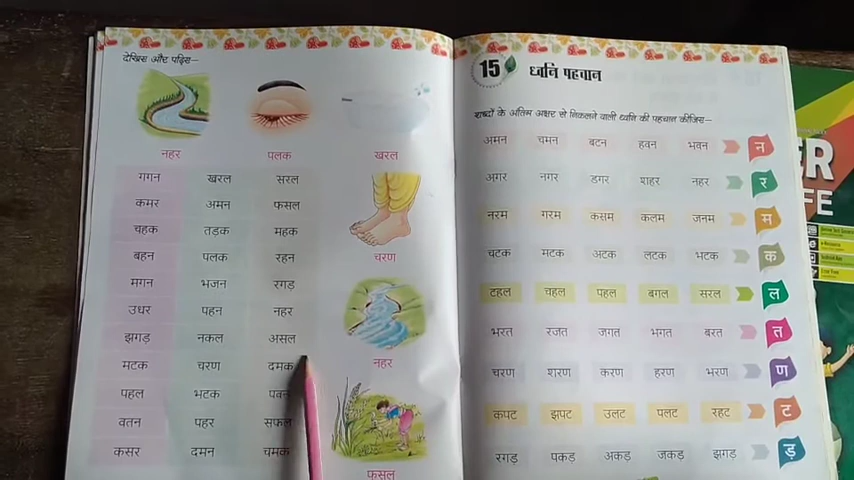 देखिए और पढ़िए–
नहर पलक खरल
गगन खरल सरल
कमर अमन फसल
चहक तड़क महक
बहन पलक रहन
मगन भजन रगड़
उधर पहन नहर
झगड़ नकल असल
मटक चरण दमक
पहल भटक
वतन पहर सफल
कसर दमन चमक
चरण
नहर
फसल
15 ध्वनि पहचान
शब्दों के अंतिम अक्षर से निकलने वाली ध्वनि की पहचान कीजिए–
अमन चमन बटन हवन भवन न
अगर नगर डगर शहर नहर र
नरम गरम कसम कलम जनम म
चटक मटक अटक लटक भटक क
टहल चहल पहल बगल सरल ल
भरत रजत जगत भगत बरत त
चरण शरण करण हरण भरण ण
कपट झपट उलट पलट रहट ट
रगड़ पकड़ अकड़ जकड़ झगड़ ड़